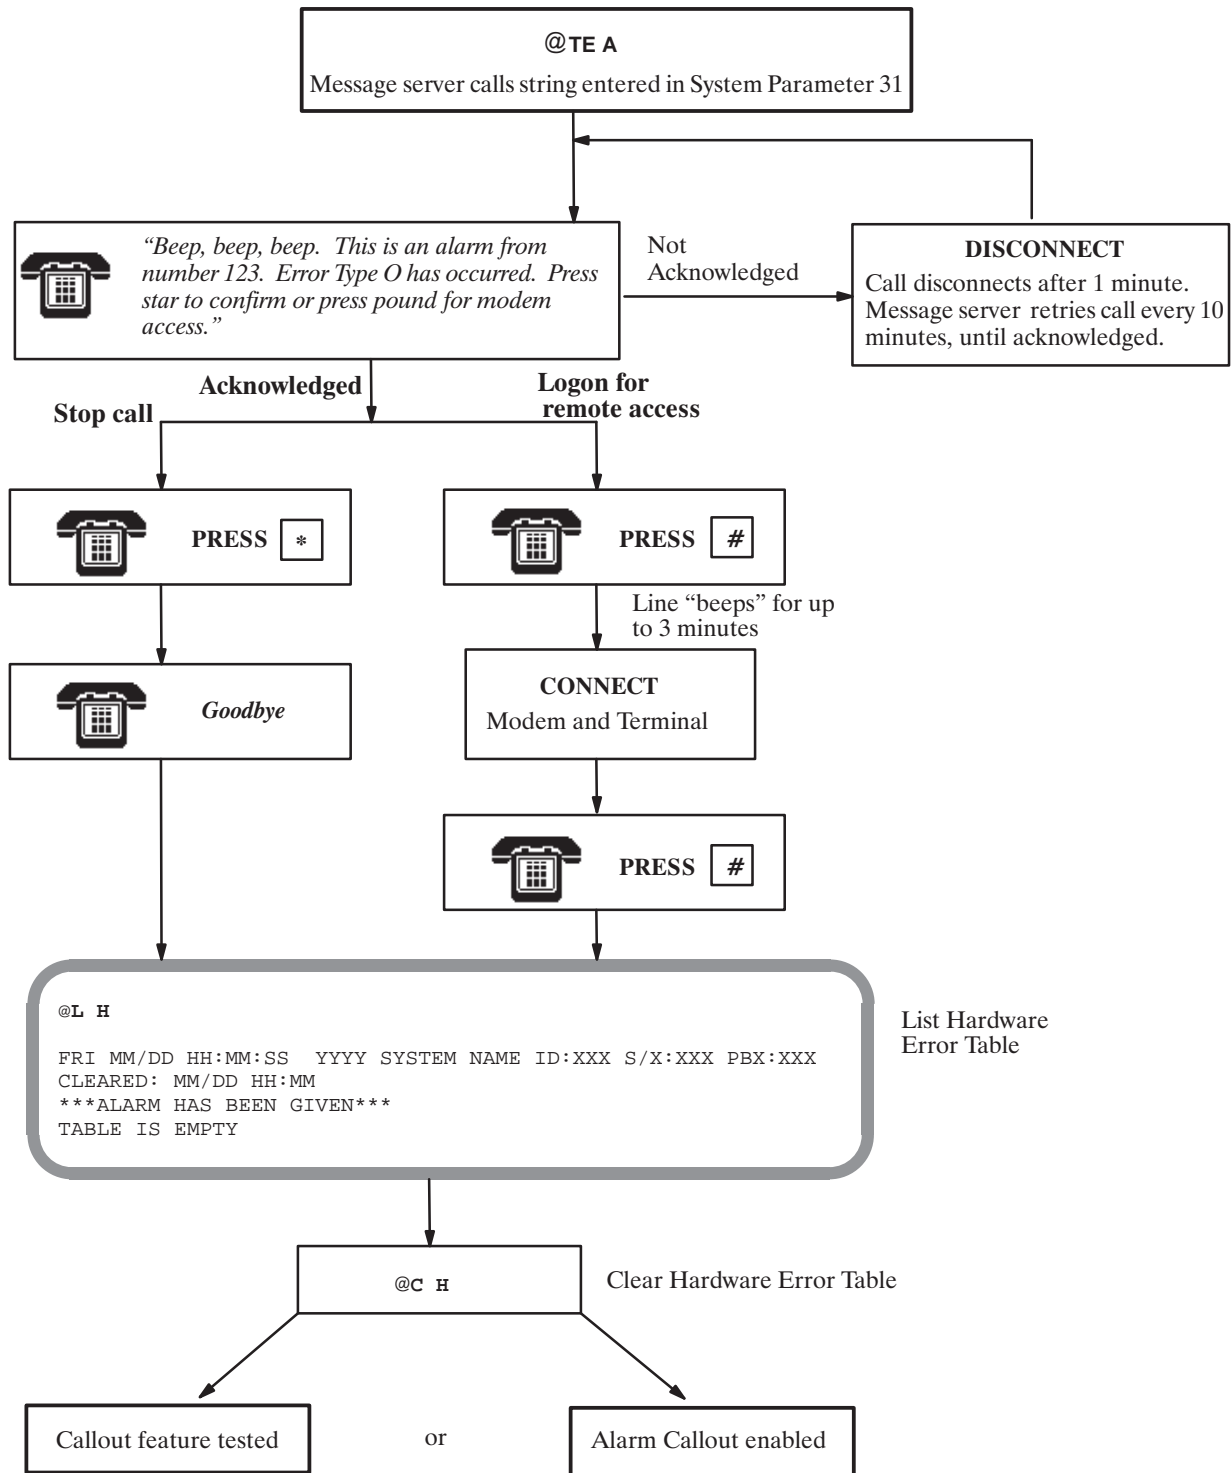 @TE A
Message server calls string entered in System Parameter 31
“Beep, beep, beep. This is an alarm from
number 123. Error Type O has occurred. Press
star to confirm or press pound for modem
access.”
Not
Acknowledged
DISCONNECT
Call disconnects after 1 minute.
Message server retries call every 10
minutes, until acknowledged.
Acknowledged
Stop call
Logon for
remote access
PRESS *
PRESS #
Line “beeps” for up
to 3 minutes
Goodbye
CONNECT
Modem and Terminal
PRESS #
@L H
FRI MM/DD HH:MM:SS YYYY SYSTEM NAME ID:XXX S/X:XXX PBX:XXX
CLEARED: MM/DD HH:MM
***ALARM HAS BEEN GIVEN***
TABLE IS EMPTY
List Hardware
Error Table
@C H
Clear Hardware Error Table
Callout feature tested
or
Alarm Callout enabled